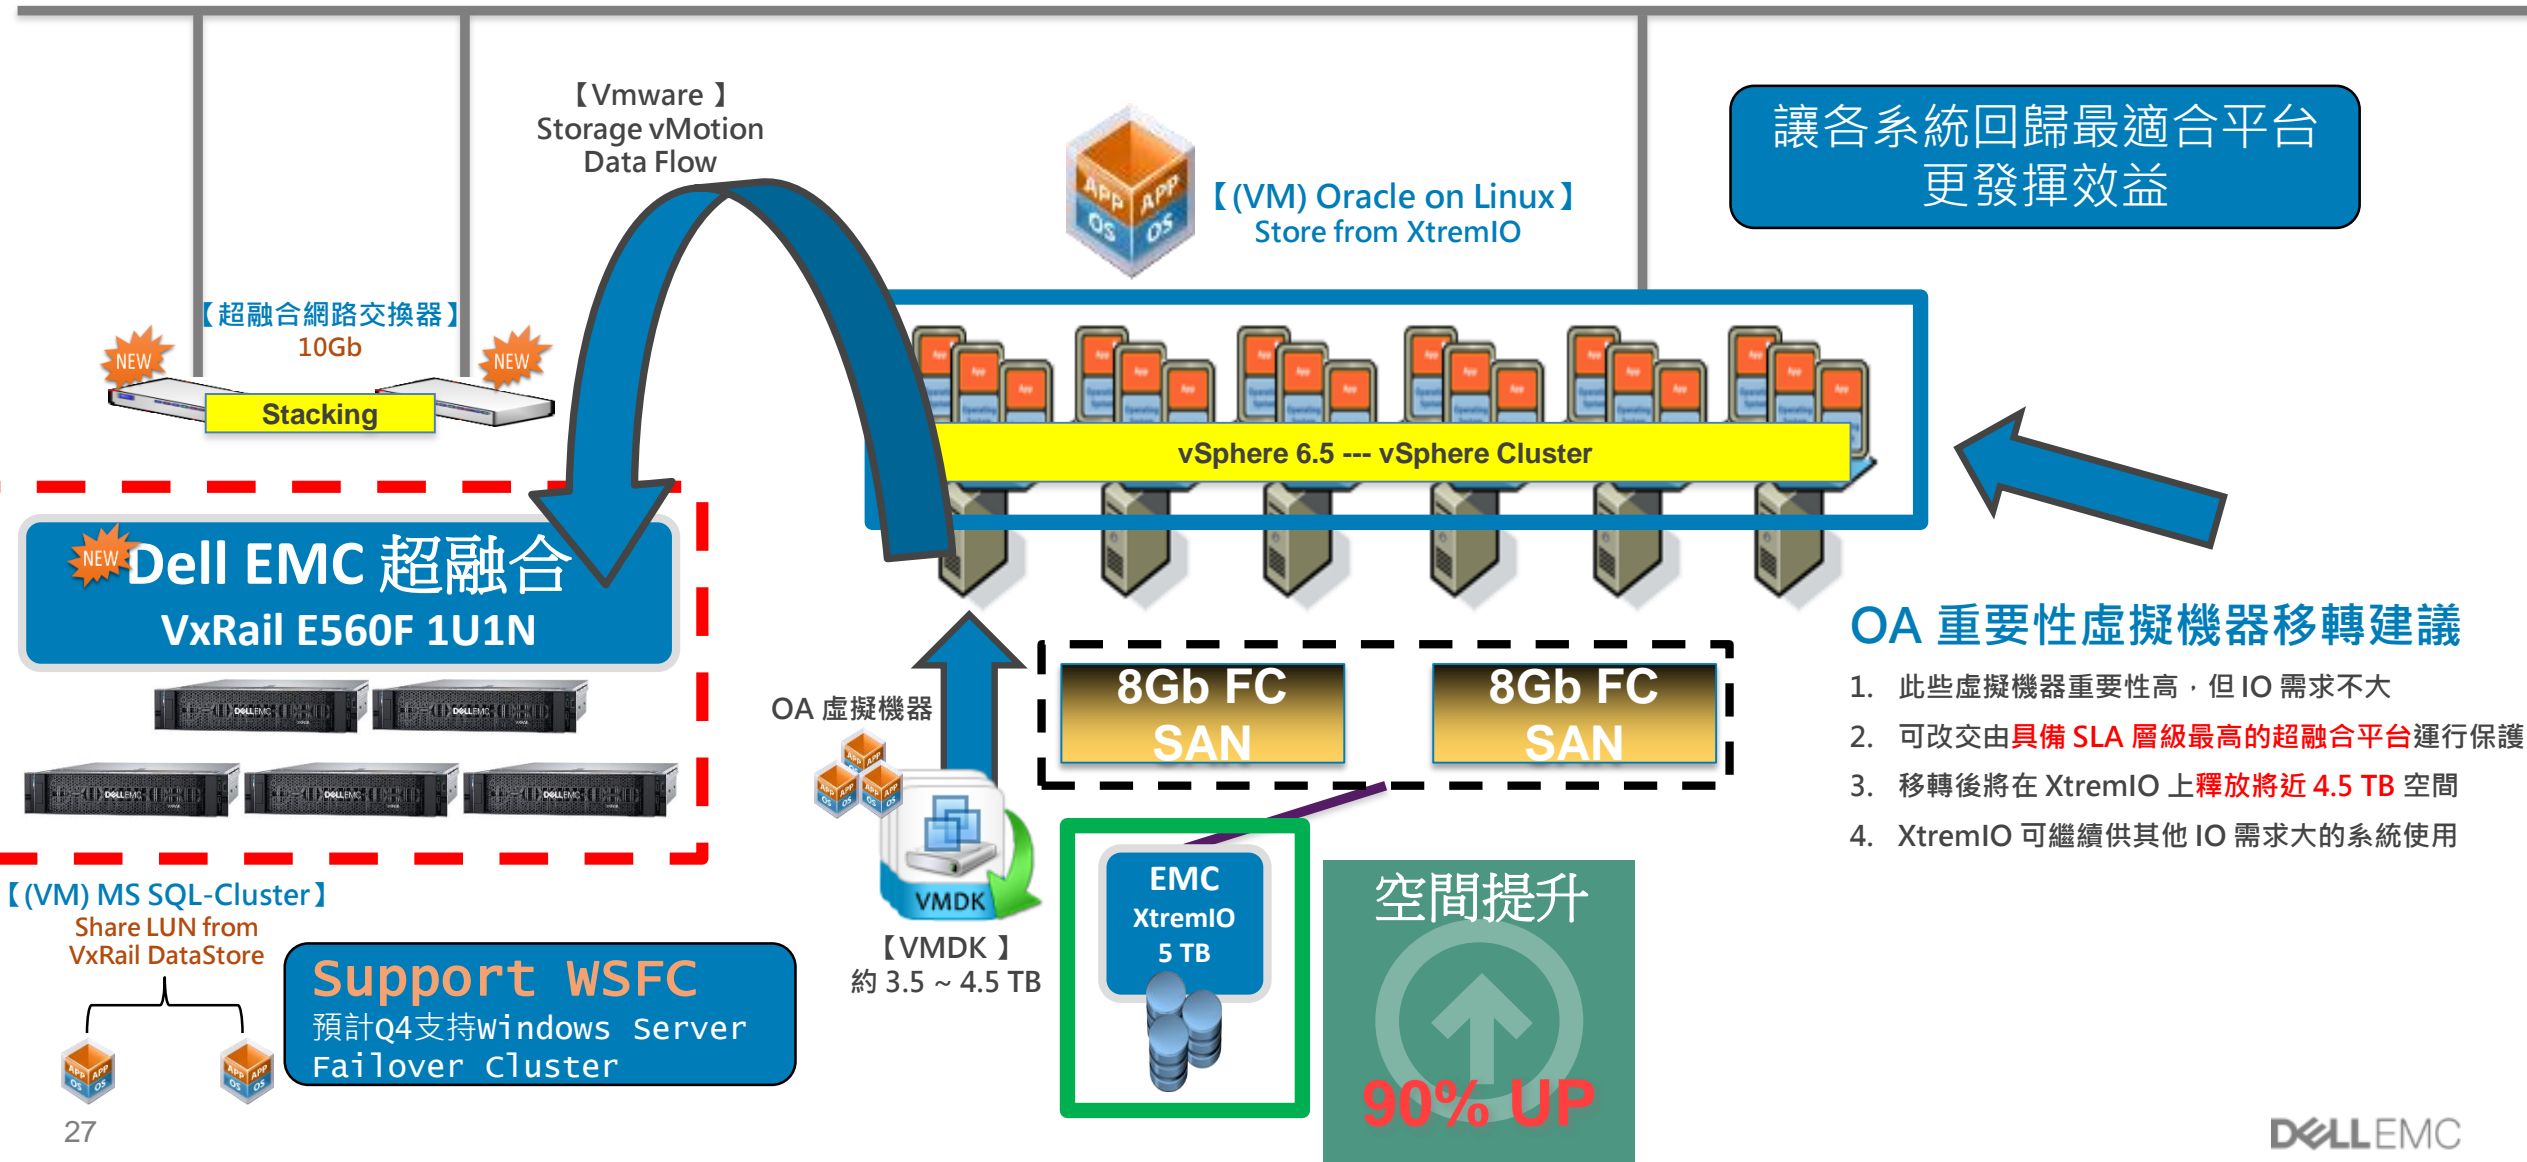 【Vmware 】
Storage vMotion
Data Flow
【(VM) Oracle on Linux】
Store from XtremIO
讓各系統回歸最適合平台
更發揮效益
【超融合網路交換器】
10Gb
NEW
NEW
Stacking
vSphere 6.5 --- vSphere Cluster
NEW
Dell EMC 超融合
VxRail E560F 1U1N
OA 虛擬機器
8Gb FC
SAN
8Gb FC
SAN
OA 重要性虛擬機器移轉建議
1. 此些虛擬機器重要性高，但 IO 需求不大
2. 可改交由具備 SLA 層級最高的超融合平台運行保護
3. 移轉後將在 XtremIO 上釋放將近 4.5 TB 空間
4. XtremIO 可繼續供其他 IO 需求大的系統使用
VMDK
【VMDK 】
約 3.5 ~ 4.5 TB
EMC
XtremIO
5 TB
空間提升
90% UP
【(VM) MS SQL-Cluster】
Share LUN from
VxRail DataStore
Support WSFC
預計Q4支持Windows Server
Failover Cluster
APP APP
OS OS
27
DELLEMC